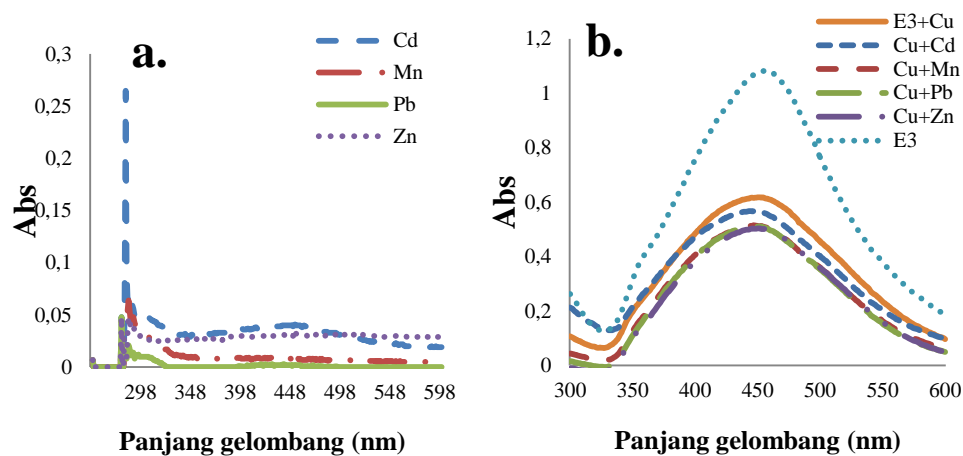 a.
Abs
0,3
0,25
0,2
0,15
0,1
0,05
0
298 348 398 448 498 548 598
Panjang gelombang (nm)
Cd
Mn
Pb
Zn
b.
Abs
1,2
1
0,8
0,6
0,4
0,2
0
300 350 400 450 500 550 600
Panjang gelombang (nm)
E3+Cu
Cu+Cd
Cu+Mn
Cu+Pb
Cu+Zn
E3